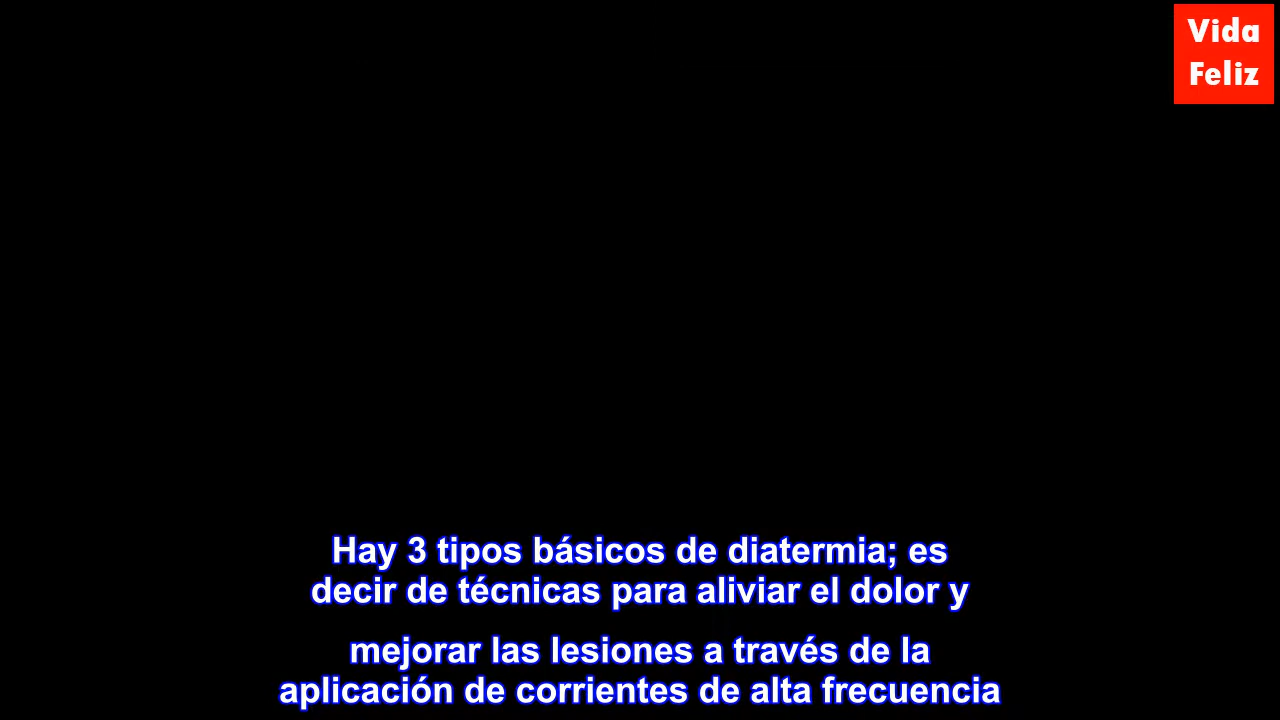 Vida
Feliz
Hay 3 tipos básicos de diatermia; es
decir de técnicas para aliviar el dolor y
mejorar las lesiones a través de la
aplicación de corrientes de alta frecuencia